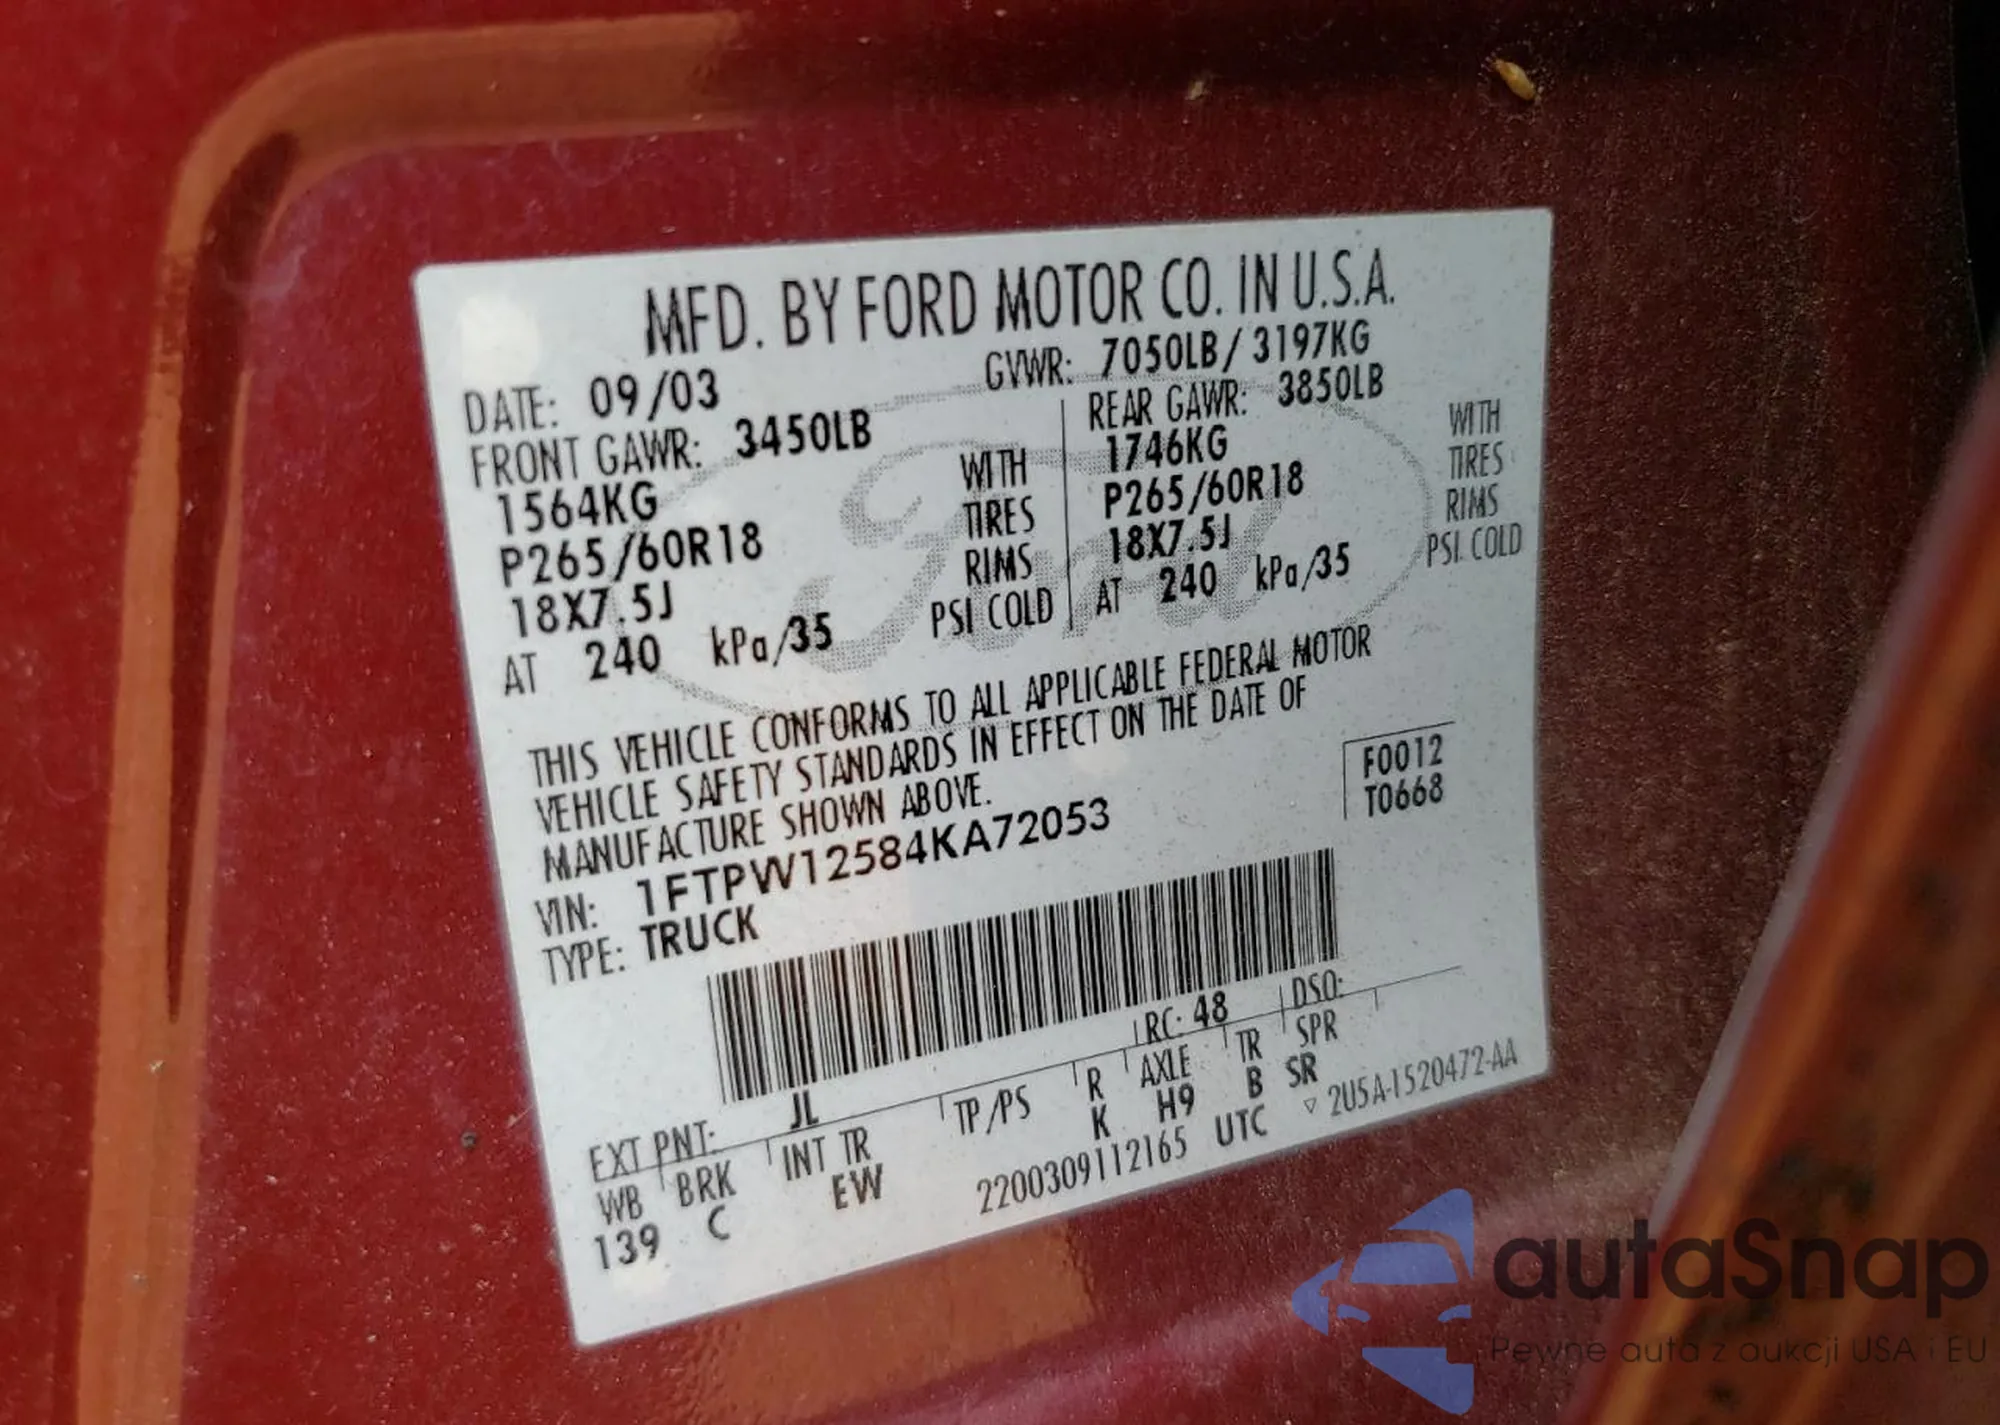 MFD. BY FORD MOTOR CO. IN U.S.A.
DATE: 09/03 GVWR: 7050LB/3197KG
FRONT GAWR: 3450LB REAR GAWR: 3850LB
1564KG WITH 1746KG WITH
P265/60R18 TIRES P265/60R18 TIRES
18X7.5J RIMS 18X7.5J RIMS
AT 240 kPa/35 PSI COLD AT 240 kPa/35 PSI COLD
Ford
THIS VEHICLE CONFORMS TO ALL APPLICABLE FEDERAL MOTOR
VEHICLE SAFETY STANDARDS IN EFFECT ON THE DATE OF
MANUFACTURE SHOWN ABOVE.
F0012
T0668
VIN: 1FTPW12584KA72053
TYPE: TRUCK
EXT PNT: JL RC: 48 DSO:
WB BRK INT TR TP/PS R AXLE TR SPR
139 C EW K H9 B SR
2200309112165 UTC ▽ 2U5A-1520472-AA
autaSnap
Pewne auta z aukcji USA i EU